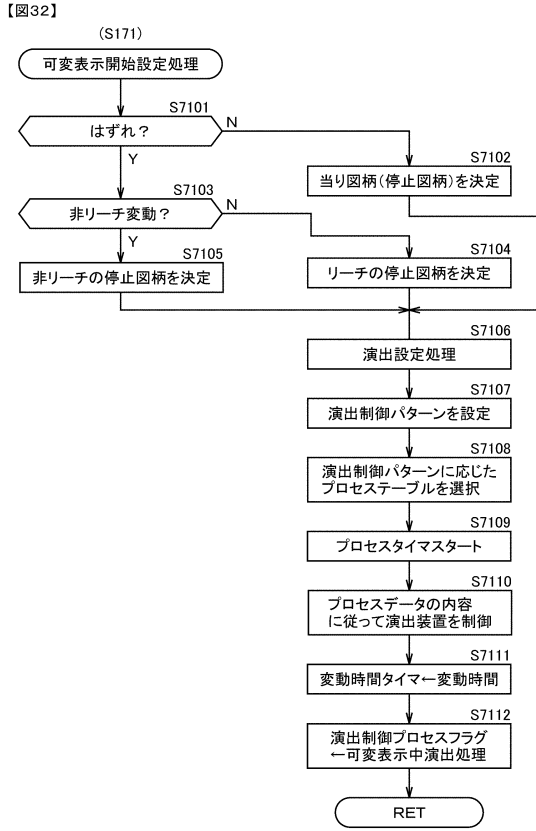 【図32】
(S171)
可変表示開始設定処理
S7101
はずれ？
N
Y
S7102
当り図柄(停止図柄)を決定
S7103
非リーチ変動？
N
Y
S7105
非リーチの停止図柄を決定
S7104
リーチの停止図柄を決定
S7106
演出設定処理
S7107
演出制御パターンを設定
S7108
演出制御パターンに応じた
プロセステーブルを選択
S7109
プロセスタイマスタート
S7110
プロセスデータの内容
に従って演出装置を制御
S7111
変動時間タイマ←変動時間
S7112
演出制御プロセスフラグ
←可変表示中演出処理
RET